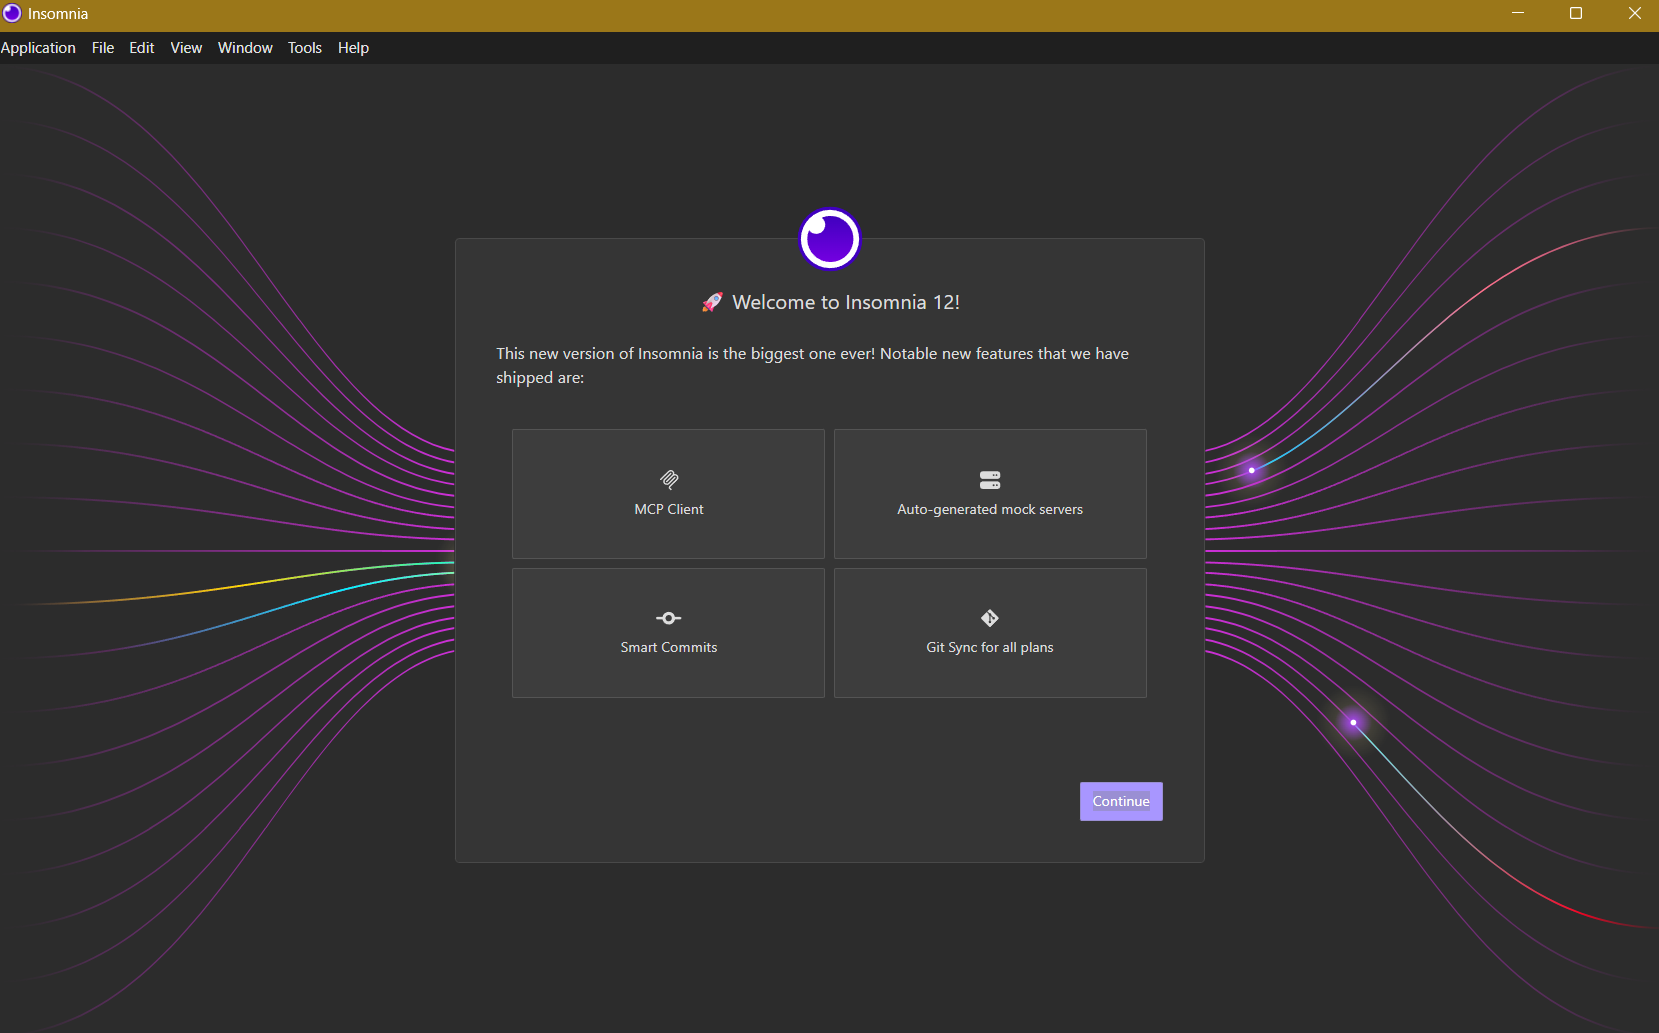 Insomnia
Application File Edit View Window Tools Help
🚀 Welcome to Insomnia 12!
This new version of Insomnia is the biggest one ever! Notable new features that we have
shipped are:
MCP Client
Auto-generated mock servers
Smart Commits
Git Sync for all plans
Continue